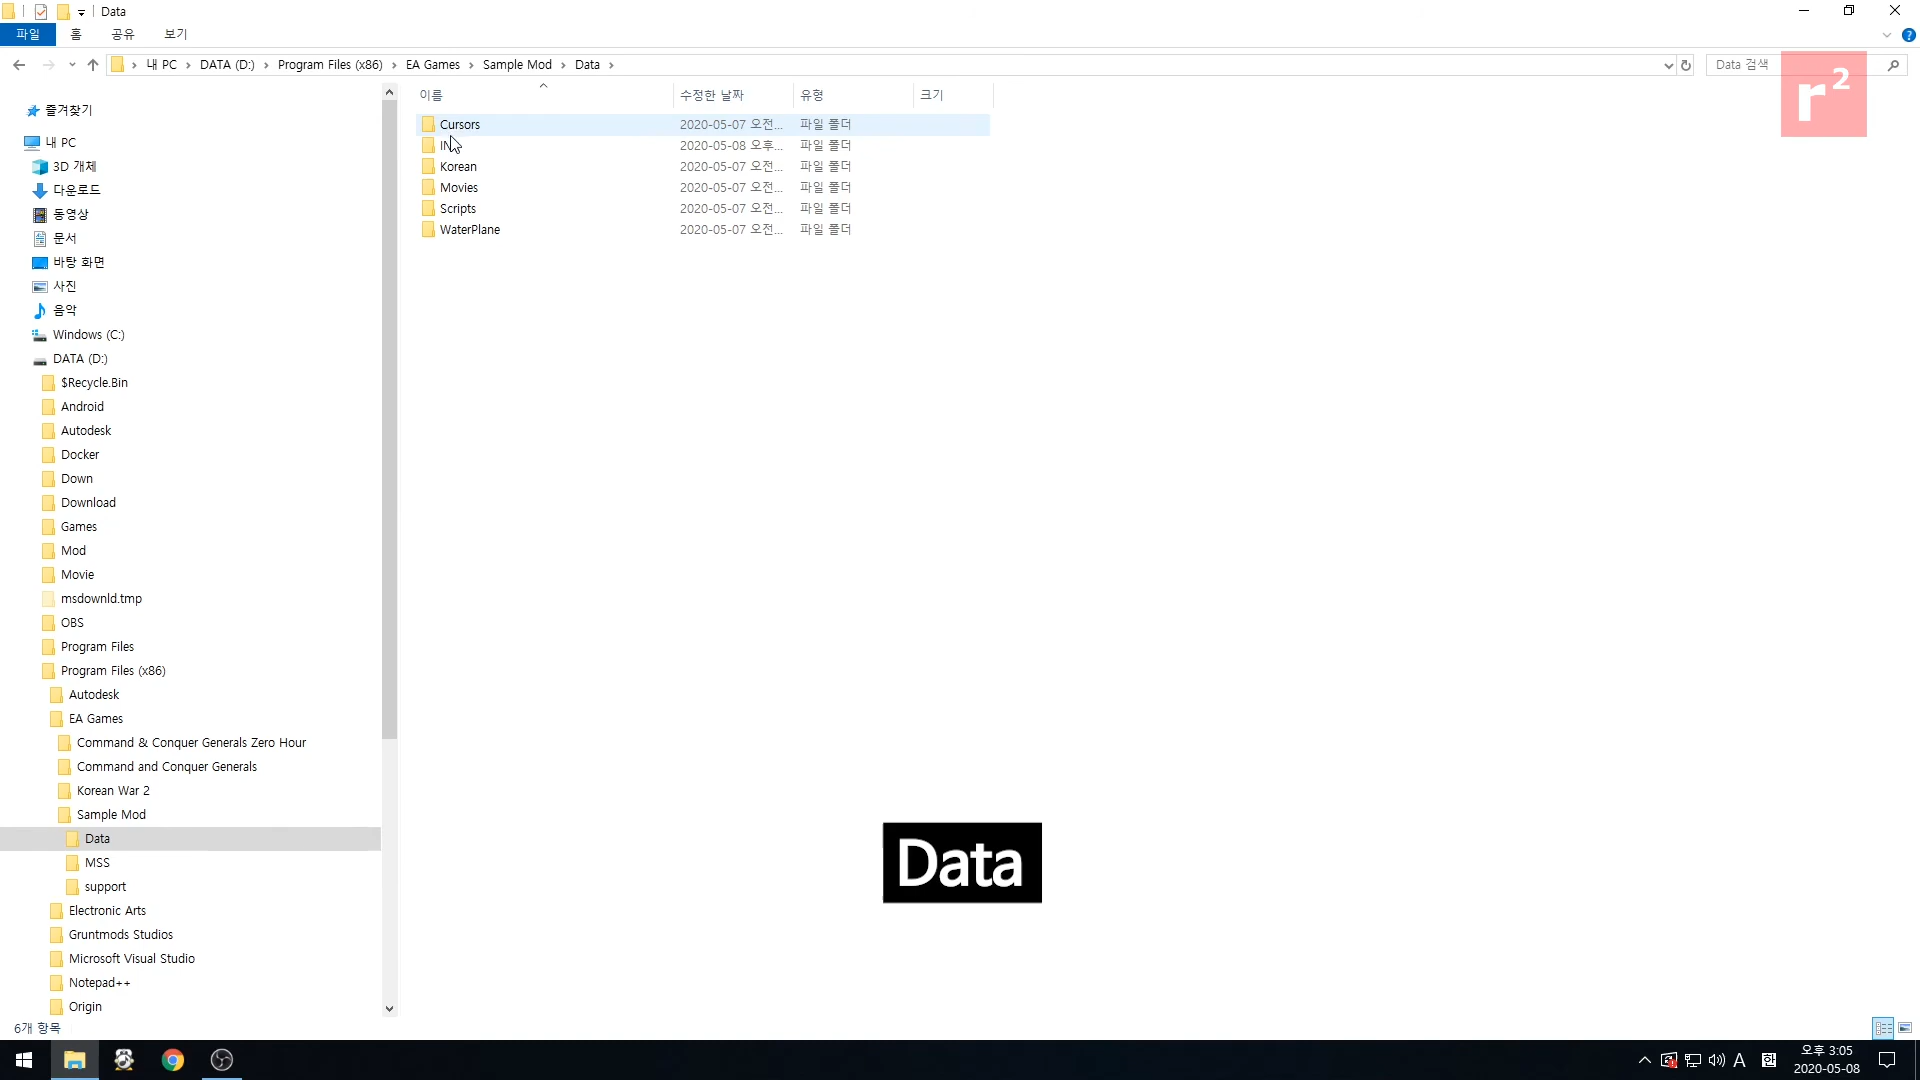 Data
파일 홈 공유 보기
내 PC DATA (D:) Program Files (x86) EA Games Sample Mod Data
Data 검색
r²
이름 수정한 날짜 유형 크기
Cursors 2020-05-07 오전... 파일 폴더
2020-05-08 오후... 파일 폴더
Korean 2020-05-07 오전... 파일 폴더
Movies 2020-05-07 오전... 파일 폴더
Scripts 2020-05-07 오전... 파일 폴더
WaterPlane 2020-05-07 오전... 파일 폴더
즐겨찾기
내 PC
3D 개체
다운로드
동영상
문서
바탕 화면
사진
음악
Windows (C:)
DATA (D:)
$Recycle.Bin
Android
Autodesk
Docker
Down
Download
Games
Mod
Movie
msdownld.tmp
OBS
Program Files
Program Files (x86)
Autodesk
EA Games
Command & Conquer Generals Zero Hour
Command and Conquer Generals
Korean War 2
Sample Mod
Data
MSS
support
Electronic Arts
Gruntmods Studios
Microsoft Visual Studio
Notepad++
Origin
Data
6개 항목
A 한
오후 3:05
2020-05-08